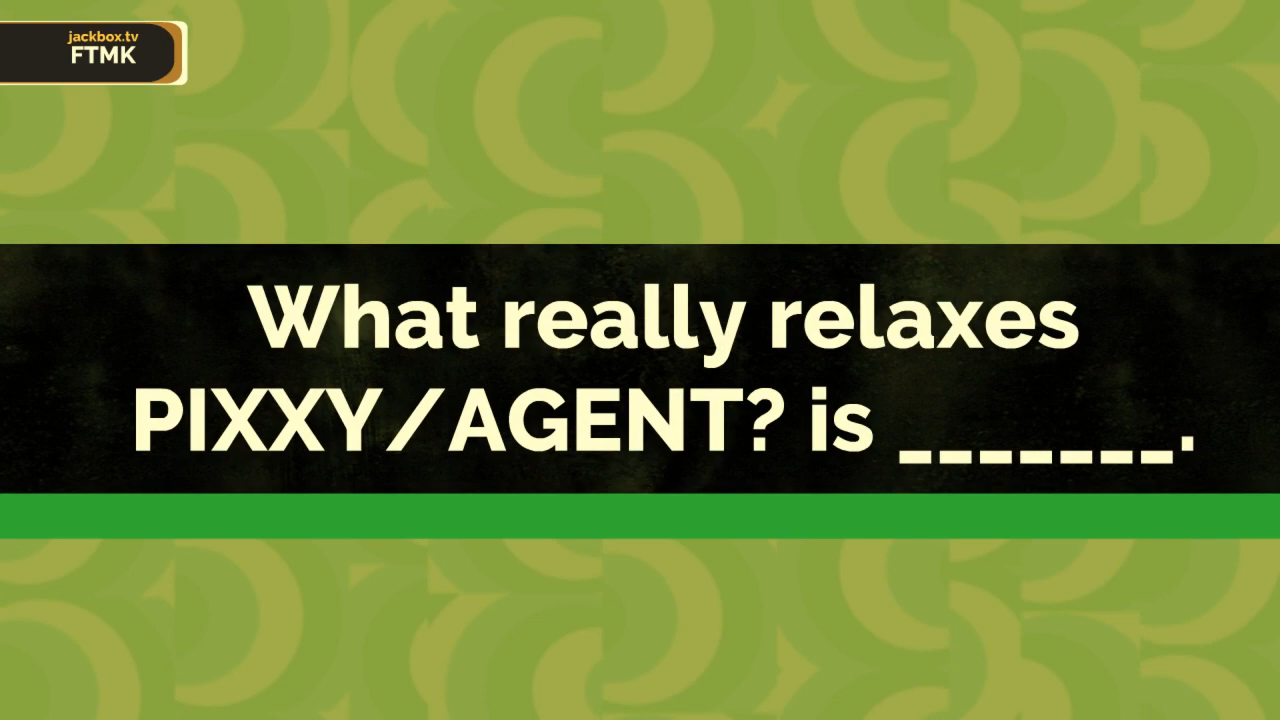 jackbox.tv
FTMK
What really relaxes
PIXXY/AGENT? is _______.